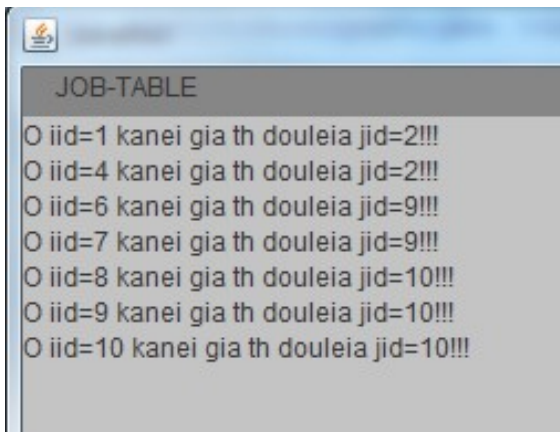 JOB-TABLE
O iid=1 kanei gia th douleia jid=2!!!
O iid=4 kanei gia th douleia jid=2!!!
O iid=6 kanei gia th douleia jid=9!!!
O iid=7 kanei gia th douleia jid=9!!!
O iid=8 kanei gia th douleia jid=10!!!
O iid=9 kanei gia th douleia jid=10!!!
O iid=10 kanei gia th douleia jid=10!!!